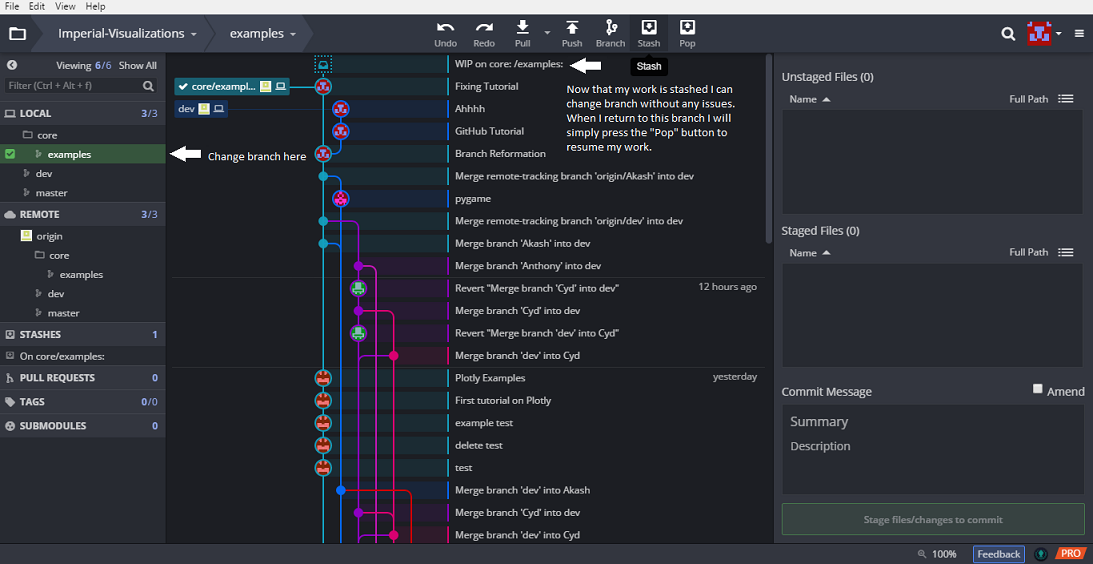 File Edit View Help
Imperial-Visualizations
examples
Undo
Redo
Pull
Push
Branch
Stash
Pop
Stash
Viewing 6/6 Show All
Filter (Ctrl + Alt + f)
LOCAL 3/3
core
examples
dev
master
REMOTE 3/3
origin
core
examples
dev
master
STASHES 1
On core/examples:
PULL REQUESTS 0
TAGS 0/0
SUBMODULES 0
core/exampl...
dev
Change branch here
WIP on core: /examples:
Fixing Tutorial
Ahhhh
GitHub Tutorial
Branch Reformation
Merge remote-tracking branch 'origin/Akash' into dev
pygame
Merge remote-tracking branch 'origin/dev' into dev
Merge branch 'Akash' into dev
Merge branch 'Anthony' into dev
Revert "Merge branch 'Cyd' into dev" 12 hours ago
Merge branch 'Cyd' into dev
Revert "Merge branch 'dev' into Cyd"
Merge branch 'dev' into Cyd
Plotly Examples yesterday
First tutorial on Plotly
example test
delete test
test
Merge branch 'dev' into Akash
Merge branch 'Cyd' into dev
Merge branch 'dev' into Cyd
Now that my work is stashed I can
change branch without any issues.
When I return to this branch I will
simply press the "Pop" button to
resume my work.
Unstaged Files (0)
Name Full Path
Staged Files (0)
Name Full Path
Commit Message Amend
Summary
Description
Stage files/changes to commit
100% Feedback PRO